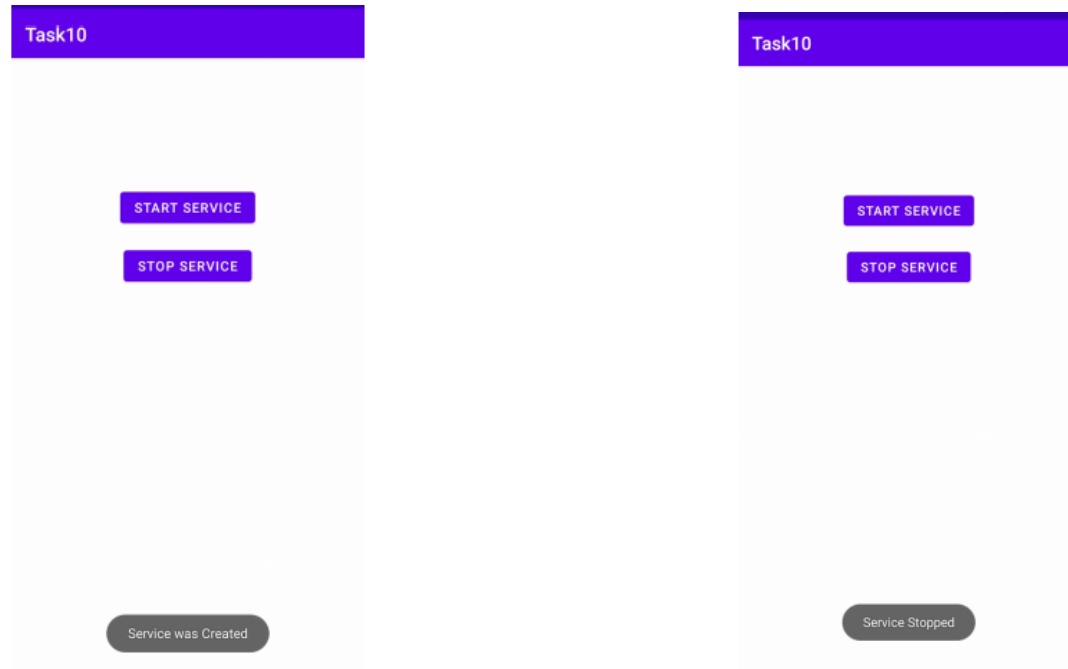 Task10
START SERVICE
STOP SERVICE
Service was Created
Task10
START SERVICE
STOP SERVICE
Service Stopped